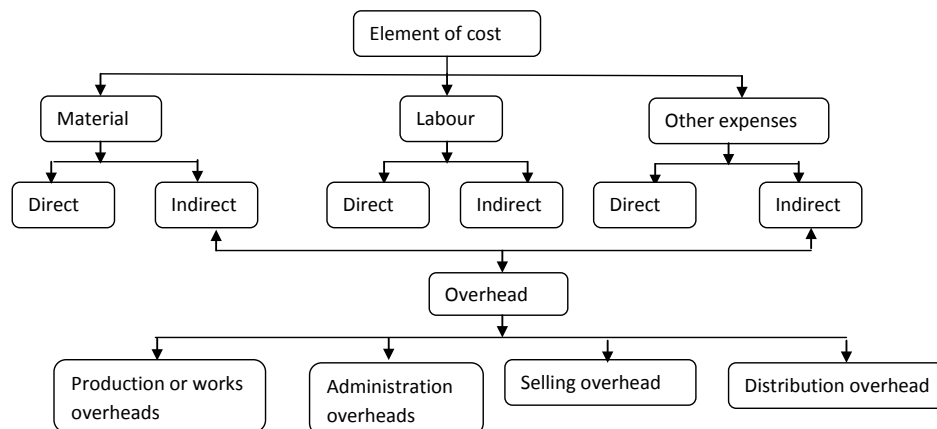 Element of cost
Material
Labour
Other expenses
Direct
Indirect
Direct
Indirect
Direct
Indirect
Overhead
Production or works
overheads
Administration
overheads
Selling overhead
Distribution overhead